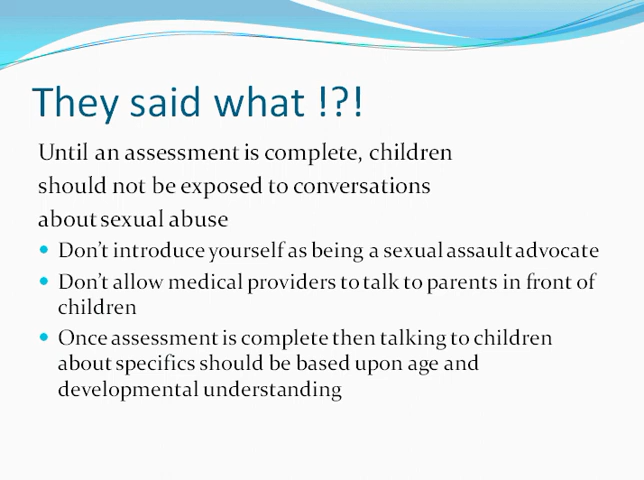 They said what !?!
Until an assessment is complete, children
should not be exposed to conversations
about sexual abuse
• Don't introduce yourself as being a sexual assault advocate
• Don't allow medical providers to talk to parents in front of
children
• Once assessment is complete then talking to children
about specifics should be based upon age and
developmental understanding